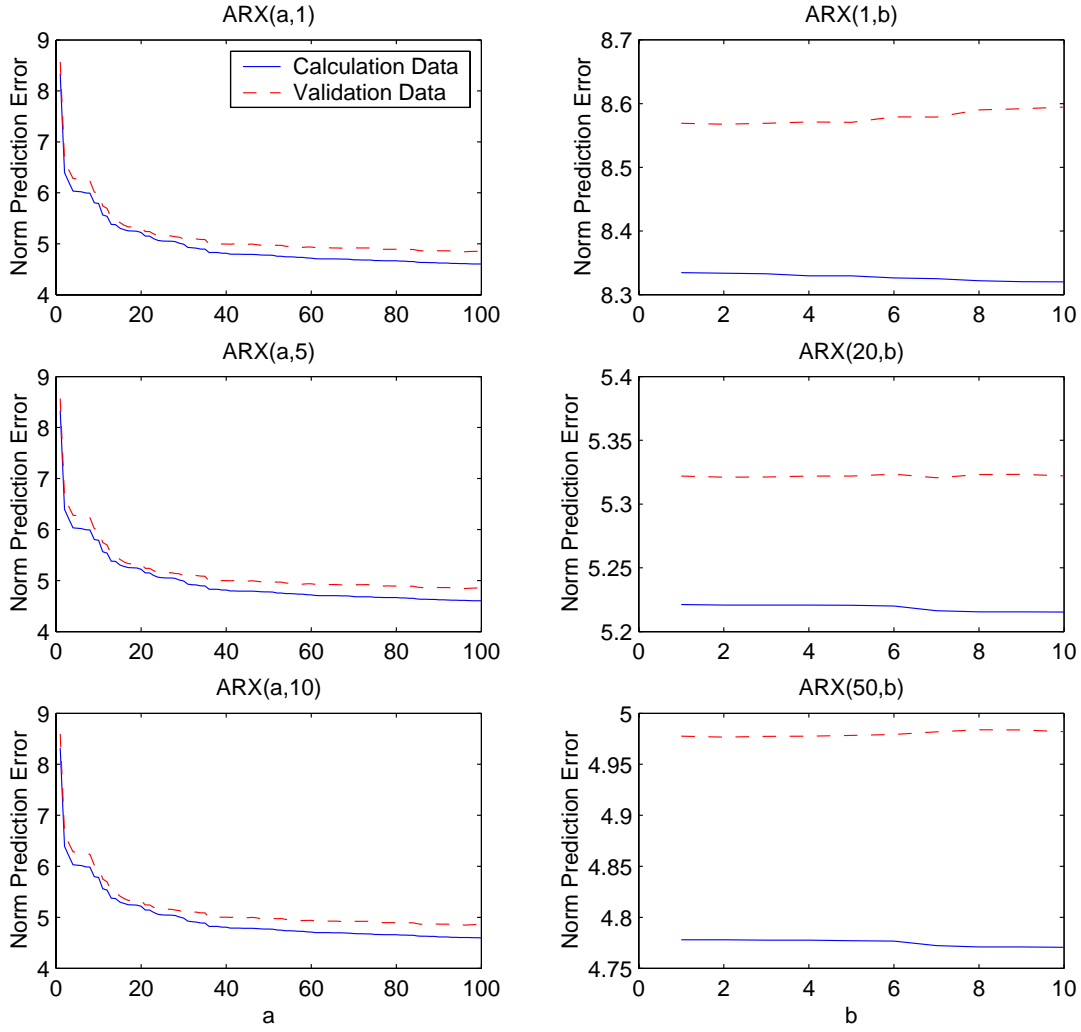 ARX(a,1)
9
8
7
6
5
4
Norm Prediction Error
0 20 40 60 80 100
Calculation Data
Validation Data
ARX(1,b)
8.7
8.6
8.5
8.4
8.3
Norm Prediction Error
0 2 4 6 8 10
ARX(a,5)
9
8
7
6
5
4
Norm Prediction Error
0 20 40 60 80 100
ARX(20,b)
5.4
5.35
5.3
5.25
5.2
Norm Prediction Error
0 2 4 6 8 10
ARX(a,10)
9
8
7
6
5
4
Norm Prediction Error
0 20 40 60 80 100
a
ARX(50,b)
5
4.95
4.9
4.85
4.8
4.75
Norm Prediction Error
0 2 4 6 8 10
b